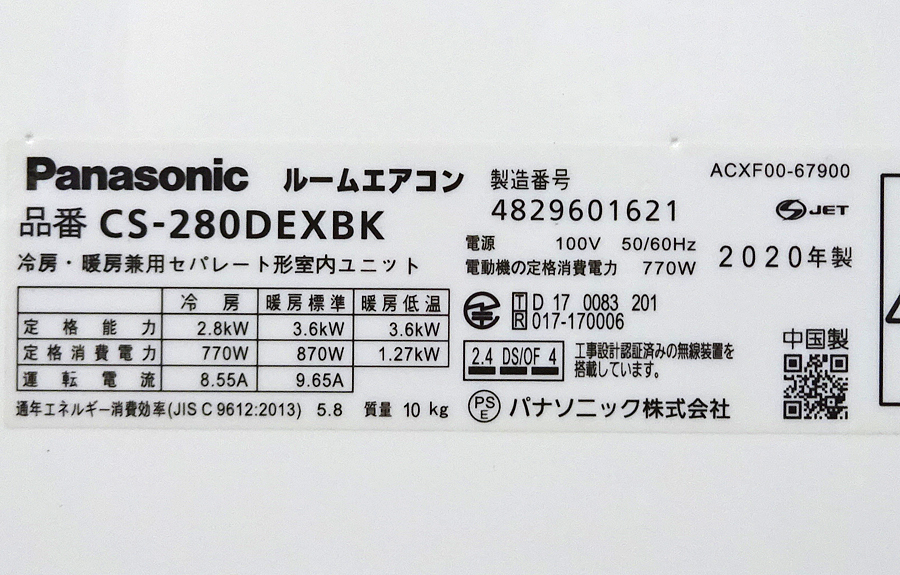 Panasonic ルームエアコン
品番 CS-280DEXBK
冷房・暖房兼用セパレート形室内ユニット
冷房 暖房標準 暖房低温
定格能力 2.8kW 3.6kW 3.6kW
定格消費電力 770W 870W 1.27kW
運転電流 8.55A 9.65A
通年エネルギー消費効率(JIS C 9612:2013) 5.8 質量 10 kg
製造番号
4829601621
電源 100V 50/60Hz
電動機の定格消費電力 770W
T D 17 0083 201
R 017-170006
2.4 DS/OF 4
工事設計認証済みの無線装置を
搭載しています。
PS
E
パナソニック株式会社
ACXF00-67900
S JET
2020年製
中国製